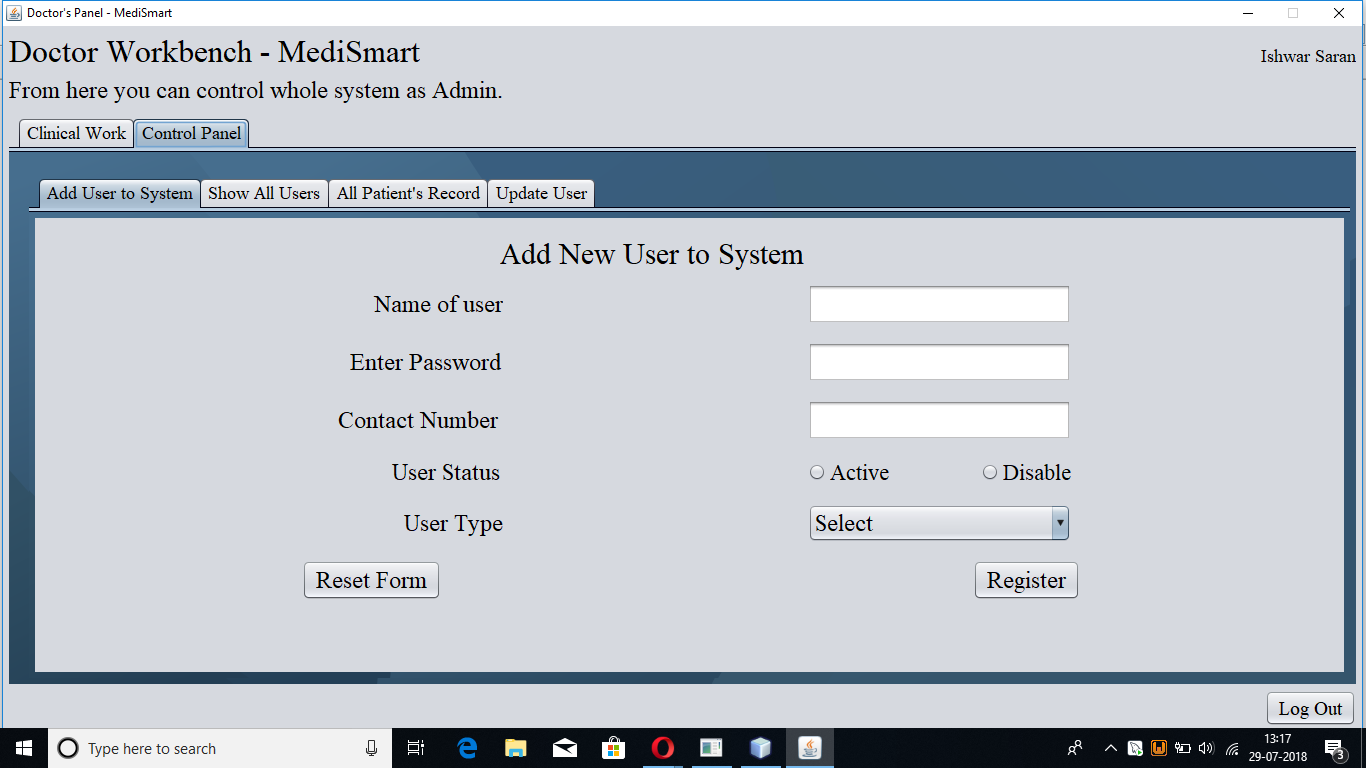 Doctor's Panel - MediSmart
Doctor Workbench - MediSmart
Ishwar Saran
From here you can control whole system as Admin.
Clinical Work Control Panel
Add User to System Show All Users All Patient's Record Update User
Add New User to System
Name of user
Enter Password
Contact Number
User Status Active Disable
User Type Select
Reset Form Register
Log Out
Type here to search
13:17
29-07-2018
3